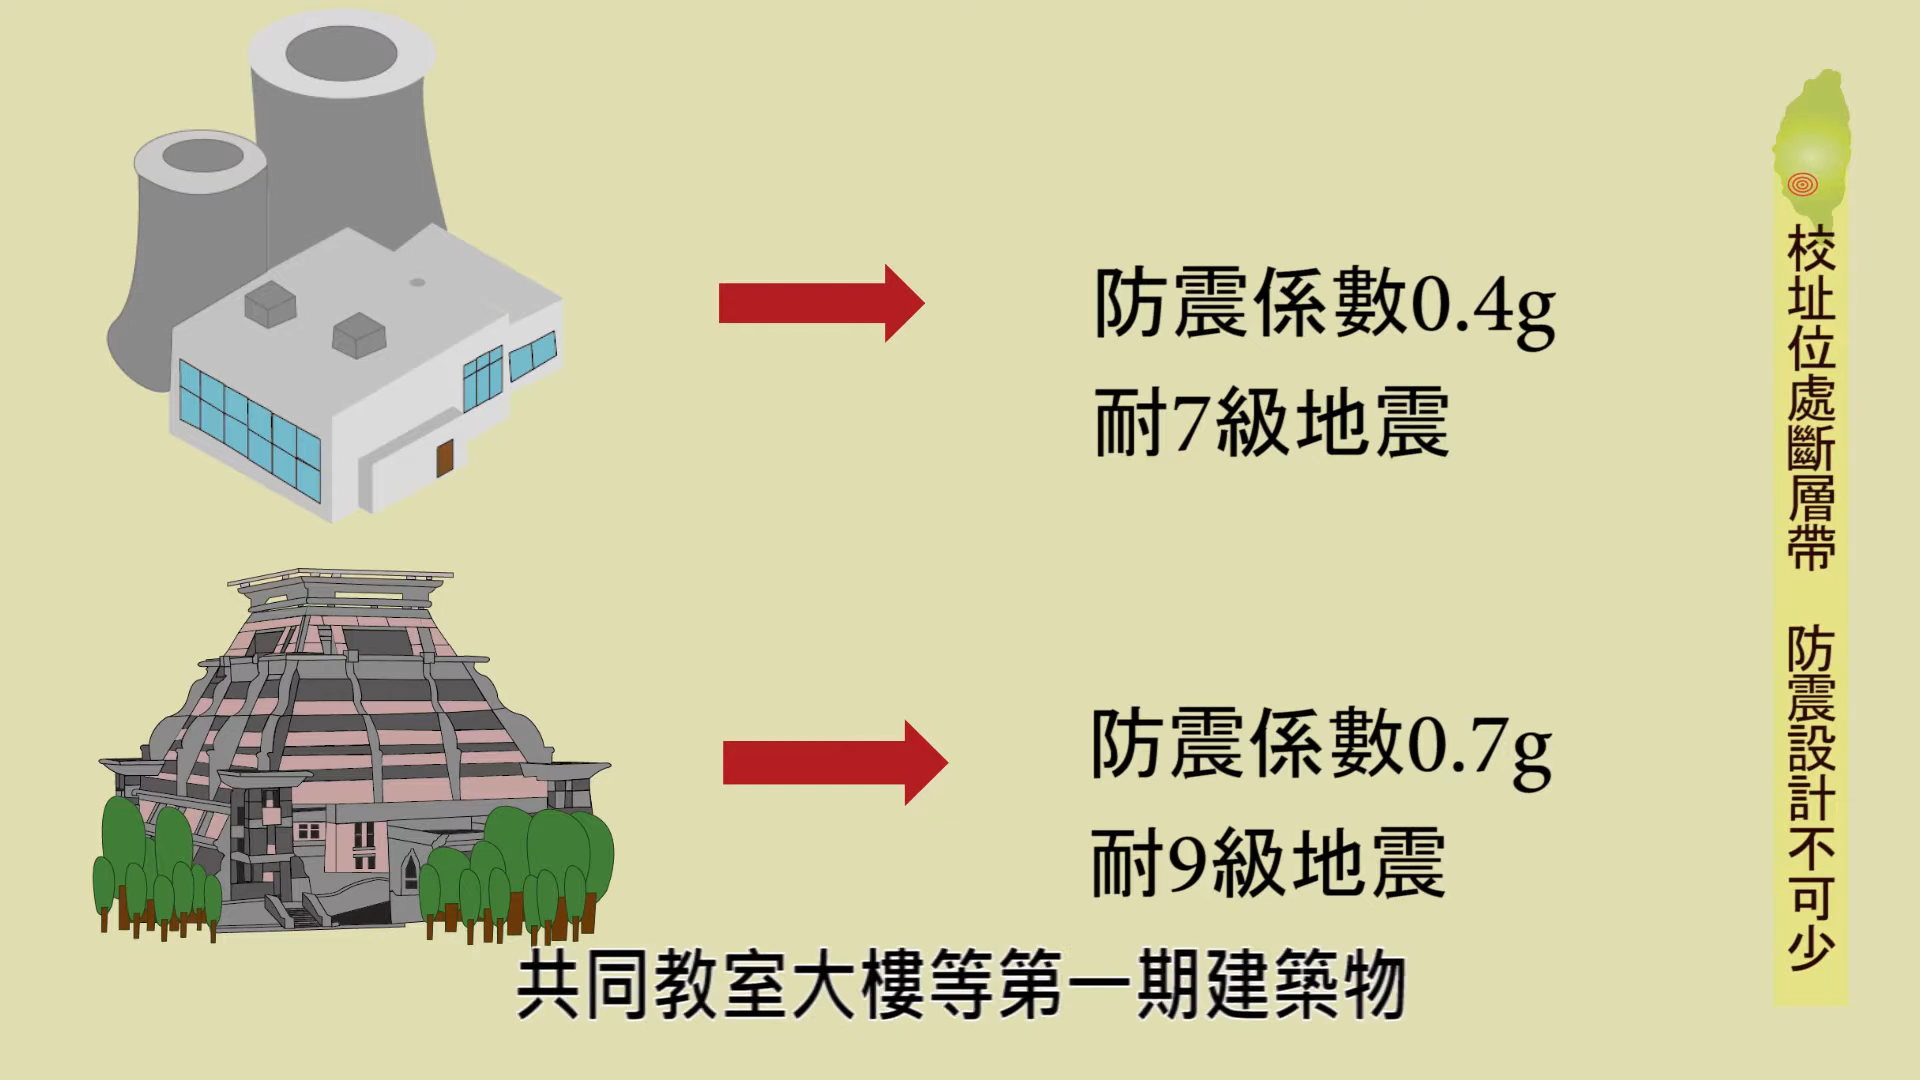 防震係數0.4g
耐7級地震
防震係數0.7g
耐9級地震
共同教室大樓等第一期建築物
校址位處斷層帶 防震設計不可少